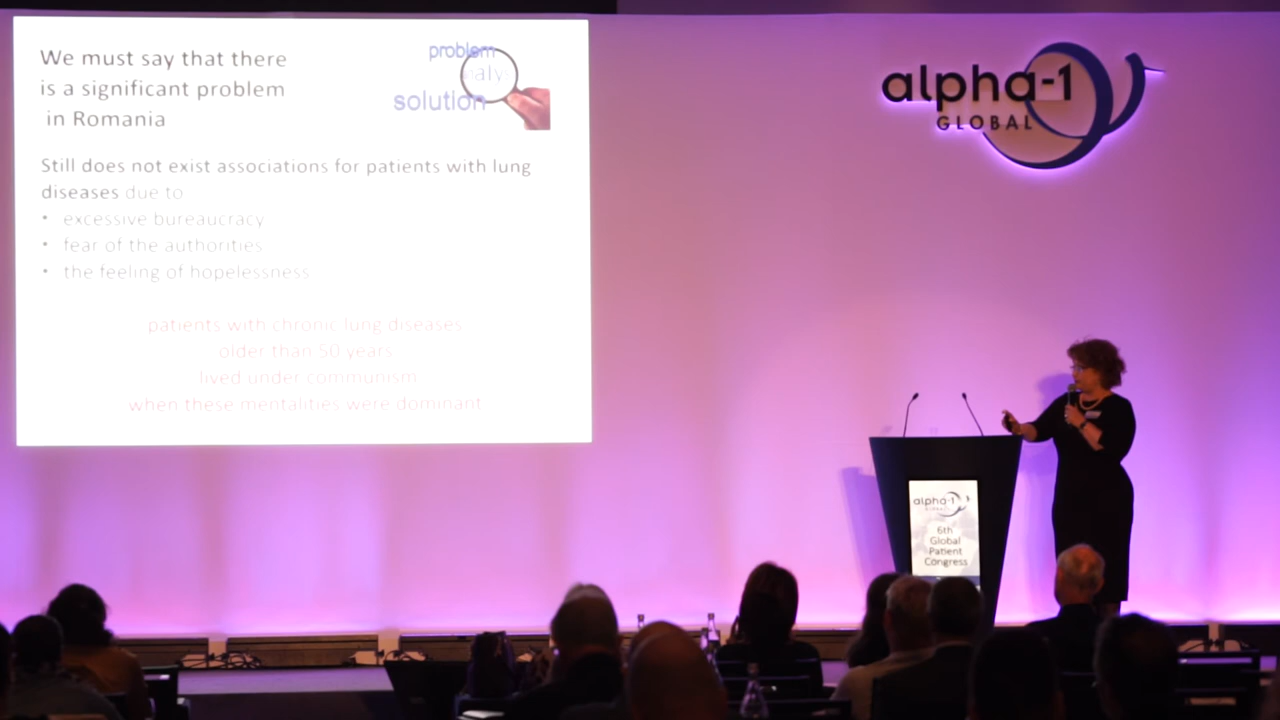 We must say that there
is a significant problem
in Romania
problem
analys
solution
Still does not exist associations for patients with lung
diseases due to
• excessive bureaucracy
• fear of the authorities
• the feeling of hopelessness
patients with chronic lung diseases
older than 50 years
lived under communism
when these mentalities were dominant
alpha-1
GLOBAL
alpha-1
GLOBAL
6th
Global
Patient
Congress